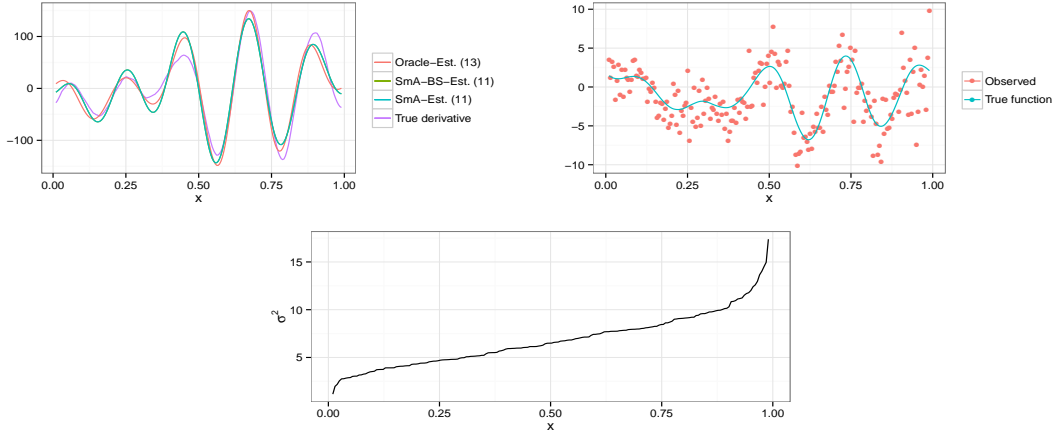 100
0
−100
0.00 0.25 0.50 0.75 1.00
x
Oracle−Est. (13)
SmA−BS−Est. (11)
SmA−Est. (11)
True derivative
10
5
0
−5
−10
0.00 0.25 0.50 0.75 1.00
x
Observed
True function
15
10
5
σ²
0.00 0.25 0.50 0.75 1.00
x